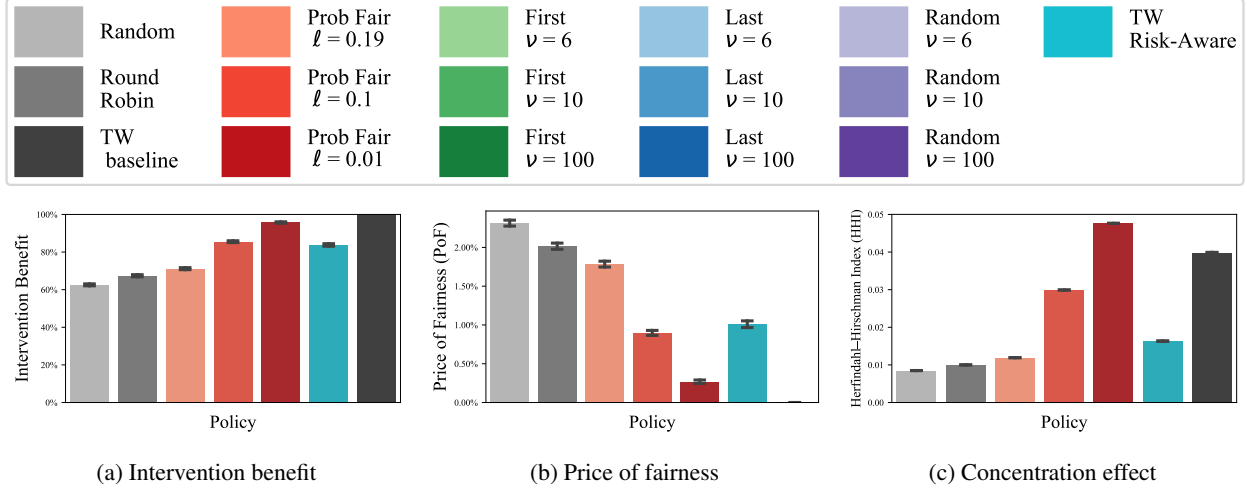 Random
Round
Robin
TW
baseline
Prob Fair
ℓ = 0.19
Prob Fair
ℓ = 0.1
Prob Fair
ℓ = 0.01
First
ν = 6
First
ν = 10
First
ν = 100
Last
ν = 6
Last
ν = 10
Last
ν = 100
Random
ν = 6
Random
ν = 10
Random
ν = 100
TW
Risk-Aware
Intervention Benefit
100%
80%
60%
40%
20%
0%
Policy
(a) Intervention benefit
Price of Fairness (PoF)
2.00%
1.50%
1.00%
0.50%
0.00%
Policy
(b) Price of fairness
Herfindahl–Hirschman Index (HHI)
0.05
0.04
0.03
0.02
0.01
0.00
Policy
(c) Concentration effect